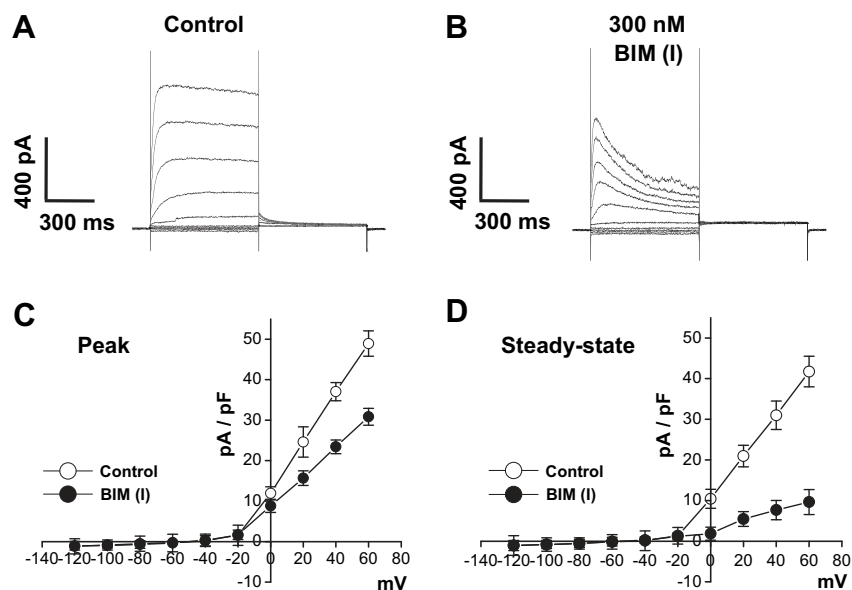 A
Control
400 pA
300 ms
B
300 nM
BIM (I)
400 pA
300 ms
C
Peak
pA / pF
50
40
30
20
10
0
-10
Control
BIM (I)
-140 -120 -100 -80 -60 -40 -20 0 20 40 60 80
mV
D
Steady-state
pA / pF
50
40
30
20
10
0
-10
Control
BIM (I)
-140 -120 -100 -80 -60 -40 -20 0 20 40 60 80
mV